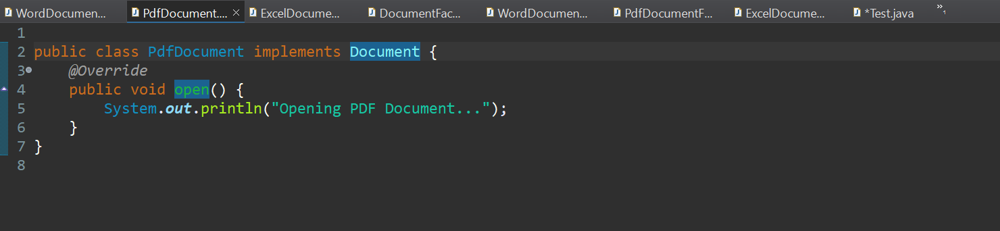 WordDocumen... PdfDocument.... ExcelDocume... DocumentFac... WordDocumen... PdfDocumentF... ExcelDocume... *Test.java »1
1
2 public class PdfDocument implements Document {
3 @Override
4 public void open() {
5 System.out.println("Opening PDF Document...");
6 }
7 }
8